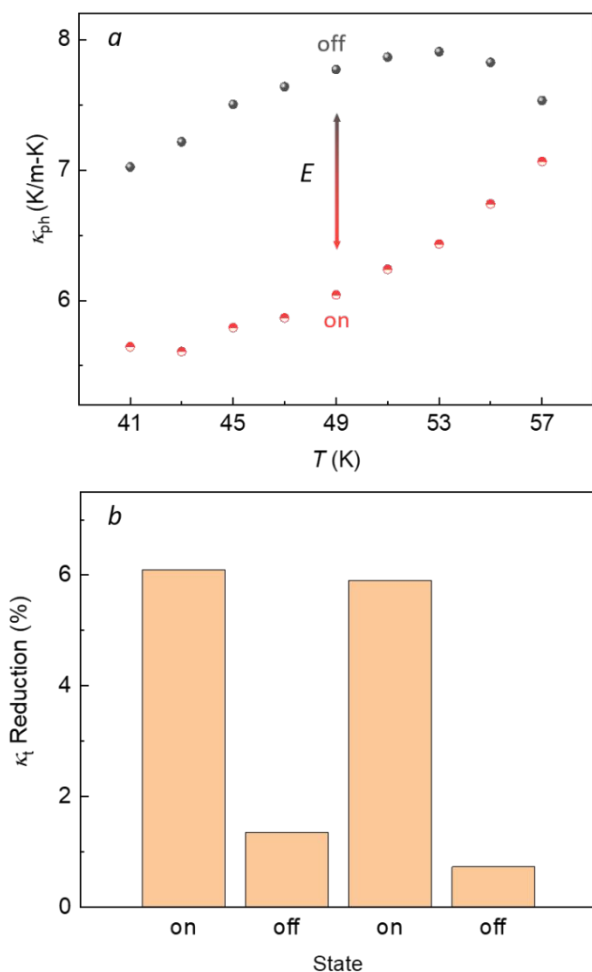 a
off
8
7
6
E
on
κph (K/m-K)
41 45 49 53 57
T (K)
b
6
4
2
0
κt Reduction (%)
on off on off
State